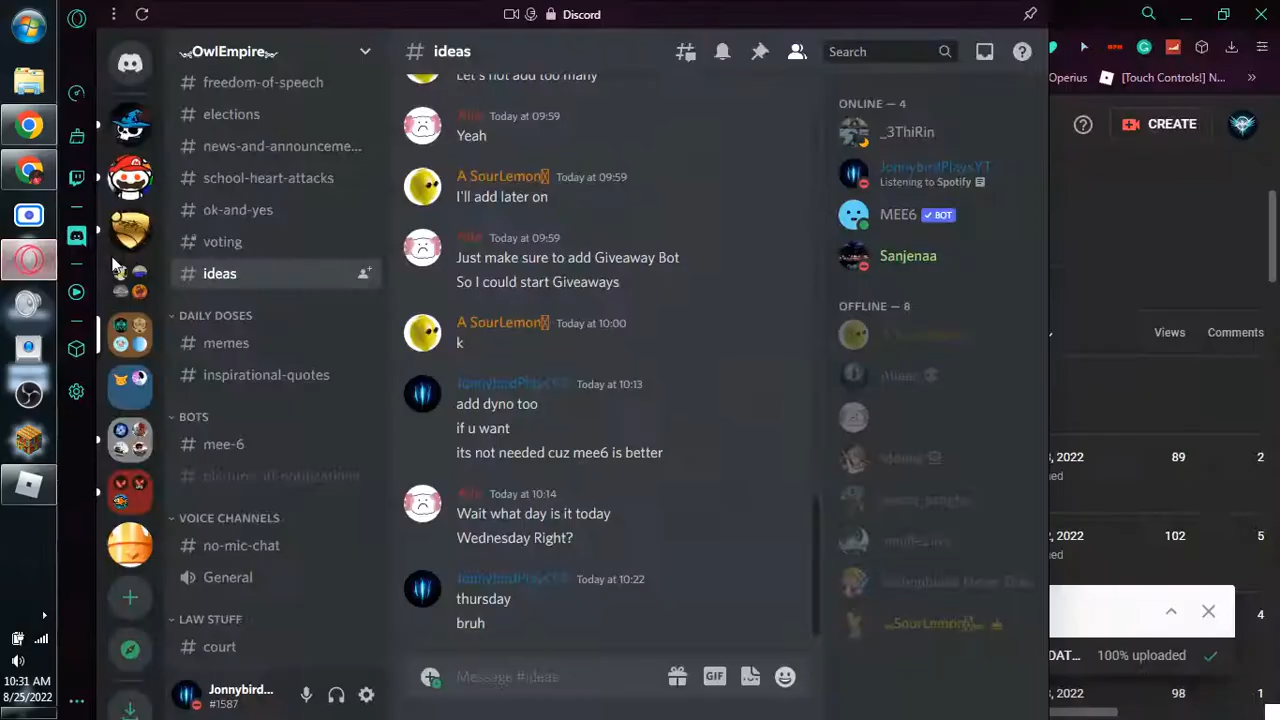 Discord
OwlEmpire
# freedom-of-speech
# elections
# news-and-announceme...
# school-heart-attacks
# ok-and-yes
# voting
# ideas
DAILY DOSES
# memes
# inspirational-quotes
BOTS
# mee-6
VOICE CHANNELS
# no-mic-chat
General
LAW STUFF
# court
Jonnybird...
#1587
# ideas
Search
Let's not add too many
Today at 09:59
Yeah
A SourLemon Today at 09:59
I'll add later on
Today at 09:59
Just make sure to add Giveaway Bot
So I could start Giveaways
A SourLemon Today at 10:00
k
JonnybirdPlaysYT Today at 10:13
add dyno too
if u want
its not needed cuz mee6 is better
Today at 10:14
Wait what day is it today
Wednesday Right?
JonnybirdPlaysYT Today at 10:22
thursday
bruh
Message #ideas
GIF
ONLINE — 4
_3ThiRin
JonnybirdPlaysYT
Listening to Spotify
MEE6 ✓ BOT
Sanjenaa
OFFLINE — 8
Operius
[Touch Controls!] N...
»
CREATE
Views Comments
, 2022 89 2
, 2022 102 5
4
DAT... 100% uploaded
, 2022 98 1
10:31 AM
8/25/2022